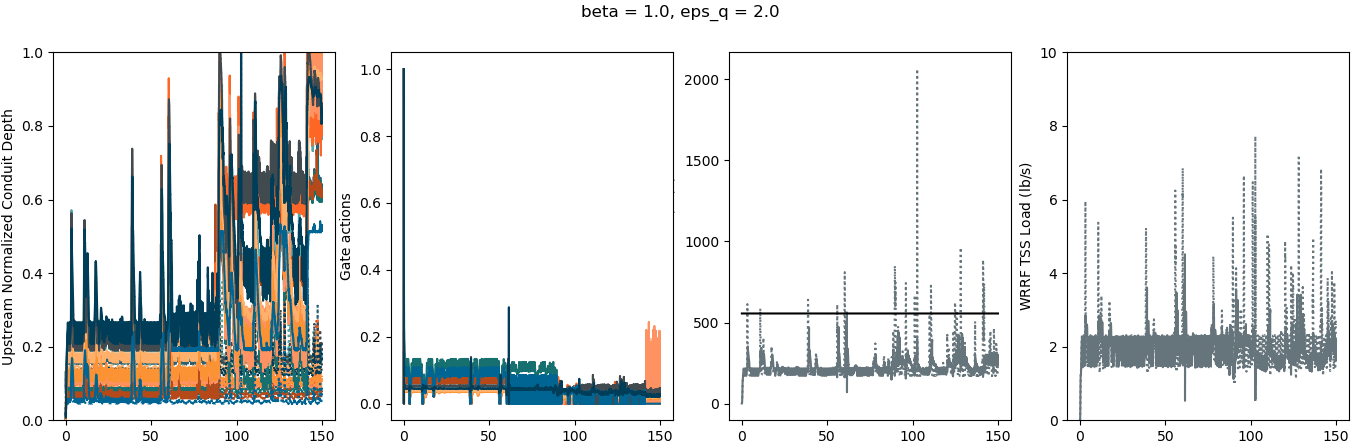 beta = 1.0, eps_q = 2.0
Upstream Normalized Conduit Depth
1.0
0.8
0.6
0.4
0.2
0.0
0 50 100 150
Gate actions
1.0
0.8
0.6
0.4
0.2
0.0
0 50 100 150
2000
1500
1000
500
0
0 50 100 150
WRRF TSS Load (lb/s)
10
8
6
4
2
0
0 50 100 150